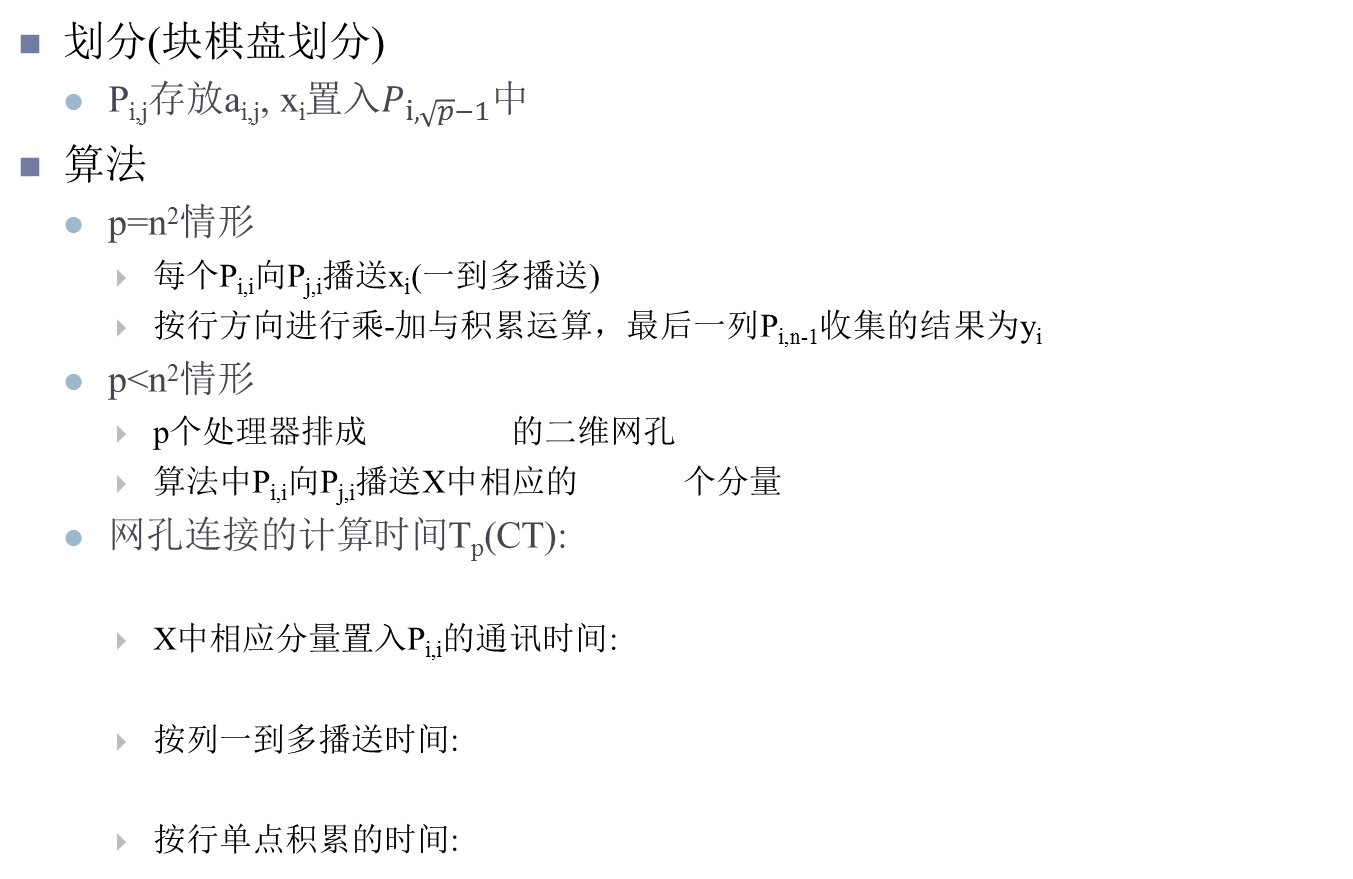 划分(块棋盘划分)
Pi,j存放ai,j, xi置入Pi,√p−1中
算法
p=n²情形
每个Pi,i向Pj,i播送xi(一到多播送)
按行方向进行乘-加与积累运算，最后一列Pi,n-1收集的结果为yi
p<n²情形
p个处理器排成 的二维网孔
算法中Pi,i向Pj,i播送X中相应的 个分量
网孔连接的计算时间Tp(CT):
X中相应分量置入Pi,i的通讯时间:
按列一到多播送时间:
按行单点积累的时间: